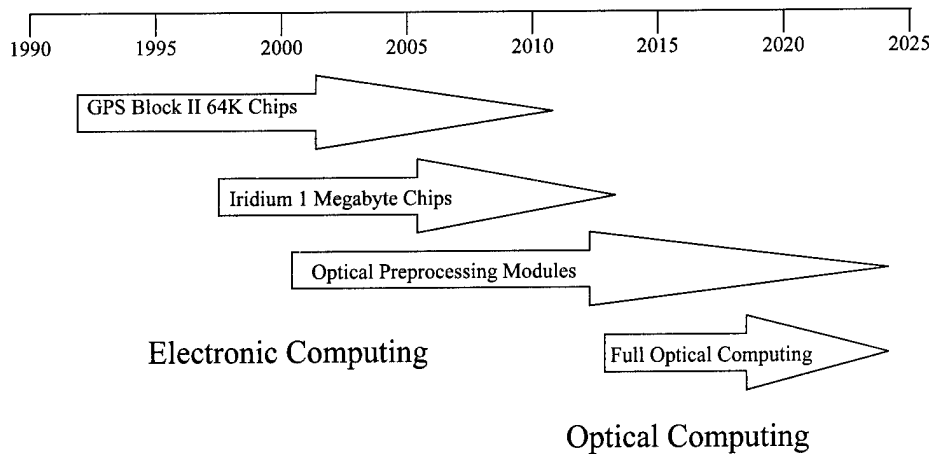 1990 1995 2000 2005 2010 2015 2020 2025
GPS Block II 64K Chips
Iridium 1 Megabyte Chips
Optical Preprocessing Modules
Electronic Computing
Full Optical Computing
Optical Computing